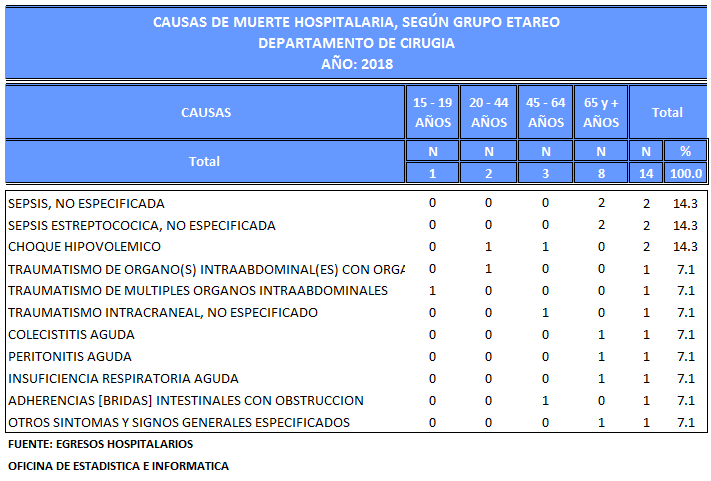 CAUSAS DE MUERTE HOSPITALARIA, SEGÚN GRUPO ETAREO
DEPARTAMENTO DE CIRUGIA
AÑO: 2018
CAUSAS 15 - 19 AÑOS 20 - 44 AÑOS 45 - 64 AÑOS 65 y + AÑOS Total
Total N N N N N %
1 2 3 8 14 100.0
SEPSIS, NO ESPECIFICADA 0 0 0 2 2 14.3
SEPSIS ESTREPTOCOCICA, NO ESPECIFICADA 0 0 0 2 2 14.3
CHOQUE HIPOVOLEMICO 0 1 1 0 2 14.3
TRAUMATISMO DE ORGANO(S) INTRAABDOMINAL(ES) CON ORGA 0 1 0 0 1 7.1
TRAUMATISMO DE MULTIPLES ORGANOS INTRAABDOMINALES 1 0 0 0 1 7.1
TRAUMATISMO INTRACRANEAL, NO ESPECIFICADO 0 0 1 0 1 7.1
COLECISTITIS AGUDA 0 0 0 1 1 7.1
PERITONITIS AGUDA 0 0 0 1 1 7.1
INSUFICIENCIA RESPIRATORIA AGUDA 0 0 0 1 1 7.1
ADHERENCIAS [BRIDAS] INTESTINALES CON OBSTRUCCION 0 0 1 0 1 7.1
OTROS SINTOMAS Y SIGNOS GENERALES ESPECIFICADOS 0 0 0 1 1 7.1
FUENTE: EGRESOS HOSPITALARIOS
OFICINA DE ESTADISTICA E INFORMATICA